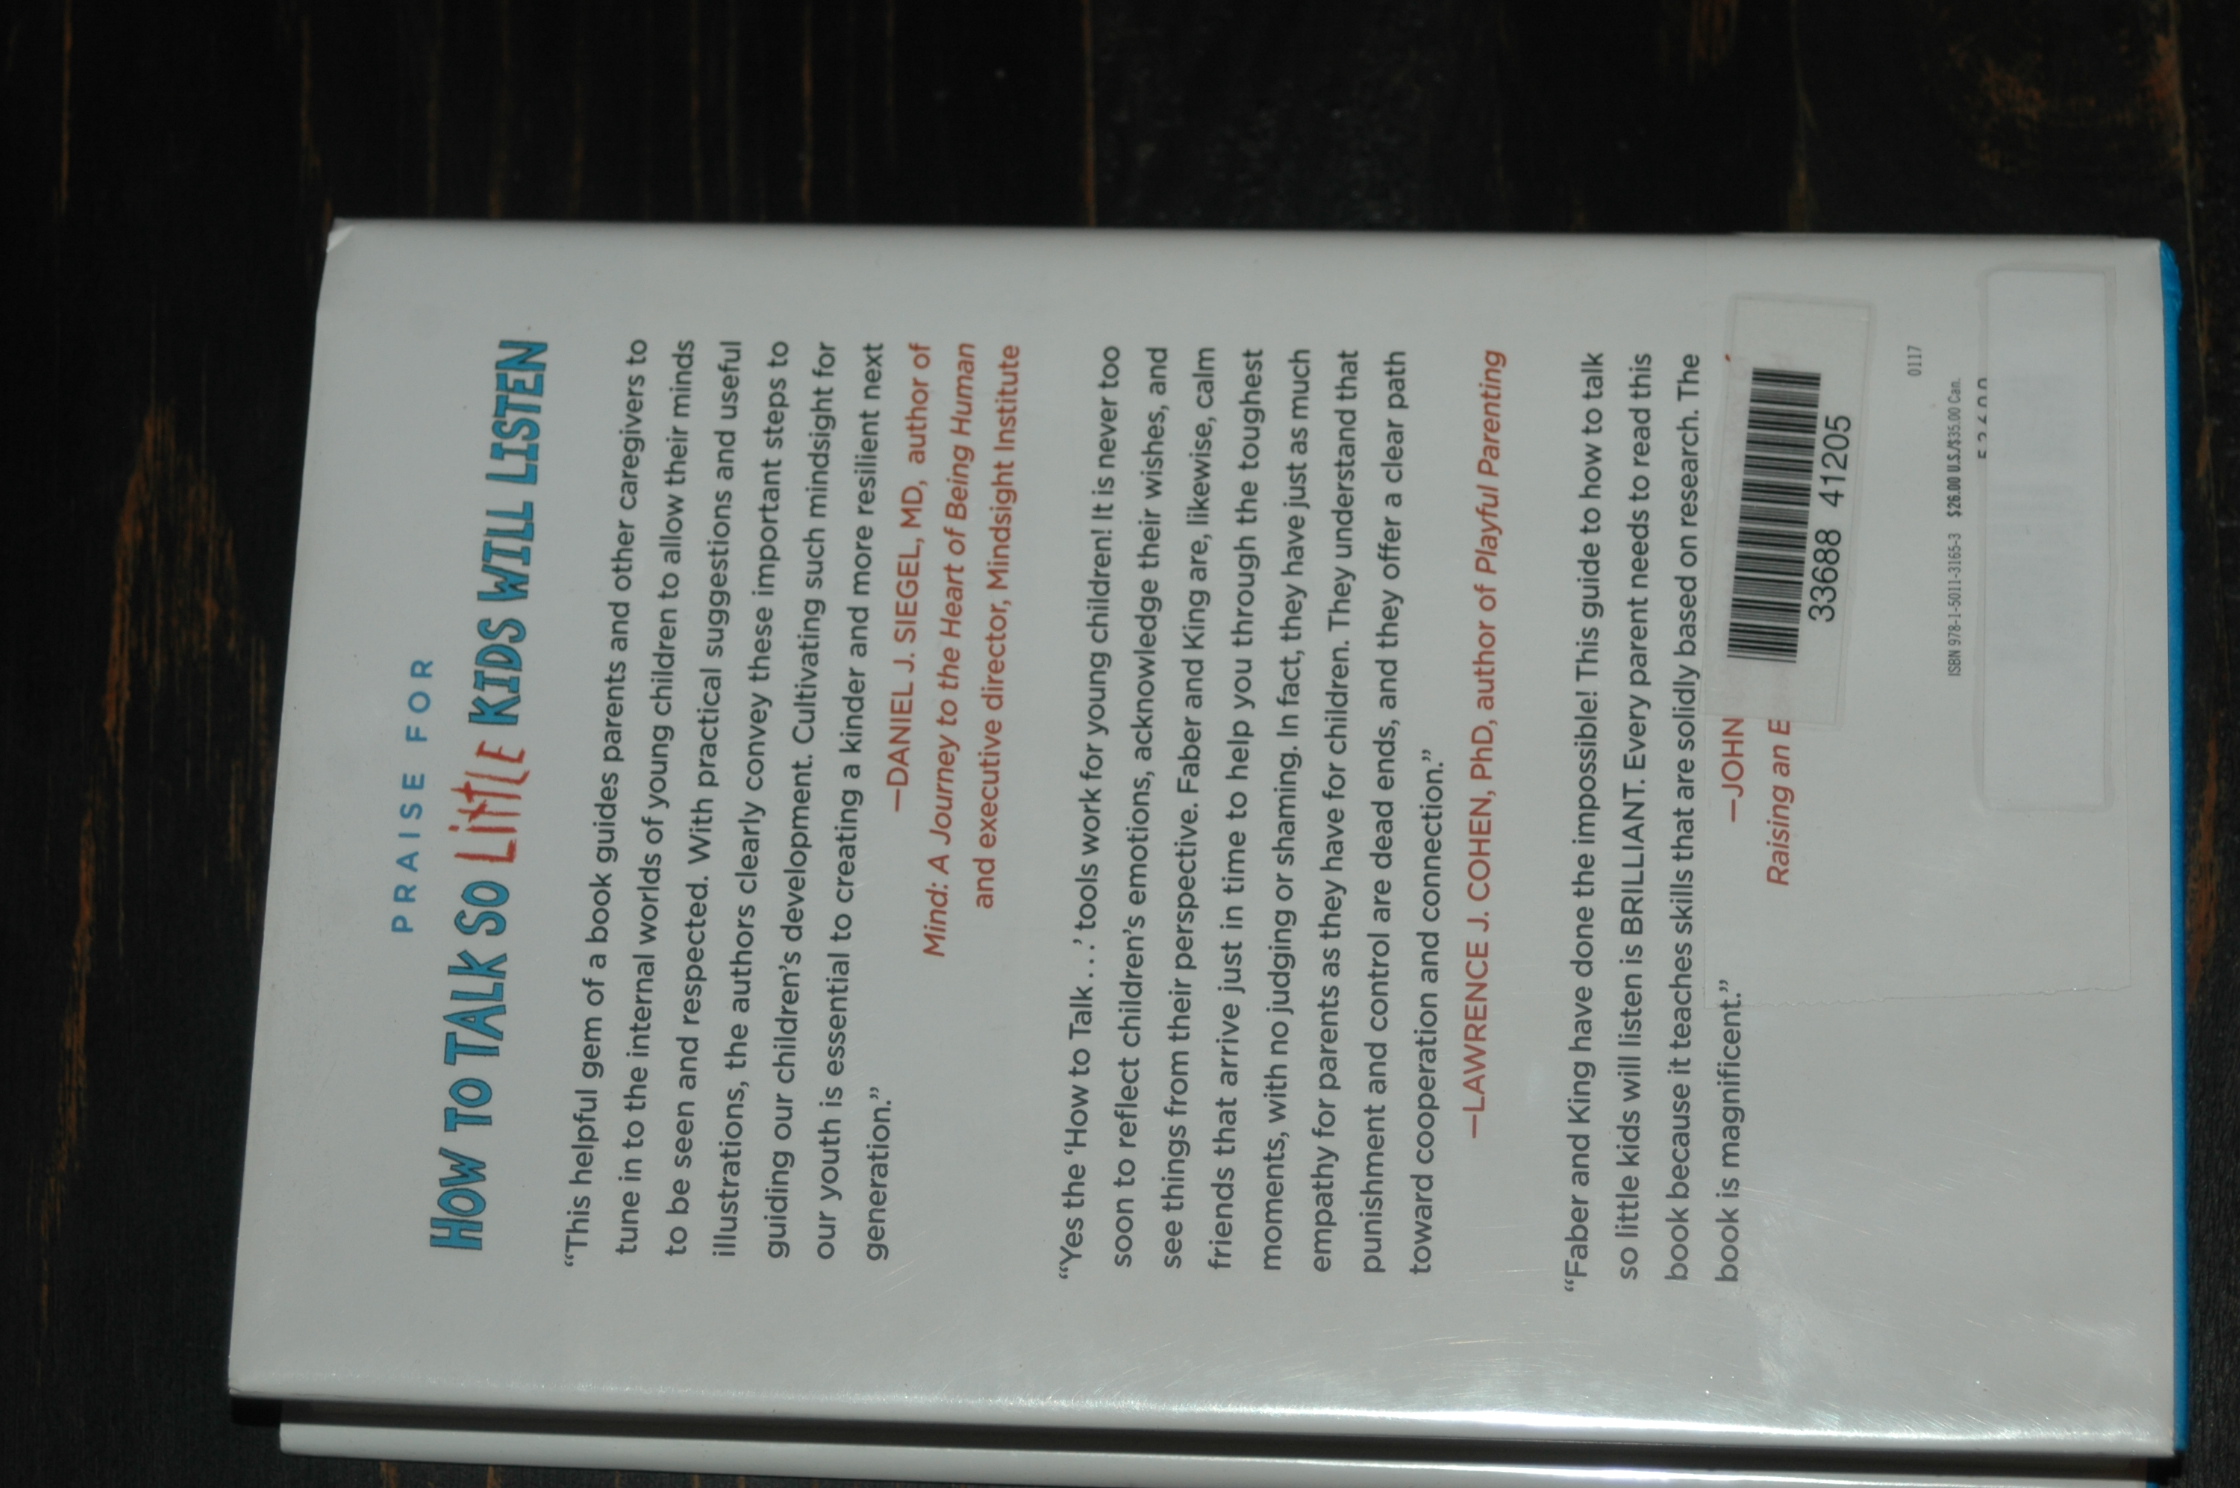 PRAISE FOR
HOW TO TALK SO LITTLE KIDS WILL LISTEN
“This helpful gem of a book guides parents and other caregivers to
tune in to the internal worlds of young children to allow their minds
to be seen and respected. With practical suggestions and useful
illustrations, the authors clearly convey these important steps to
guiding our children’s development. Cultivating such mindsight for
our youth is essential to creating a kinder and more resilient next
generation.”
—DANIEL J. SIEGEL, MD, author of
Mind: A Journey to the Heart of Being Human
and executive director, Mindsight Institute
“Yes the ‘How to Talk . . .’ tools work for young children! It is never too
soon to reflect children’s emotions, acknowledge their wishes, and
see things from their perspective. Faber and King are, likewise, calm
friends that arrive just in time to help you through the toughest
moments, with no judging or shaming. In fact, they have just as much
empathy for parents as they have for children. They understand that
punishment and control are dead ends, and they offer a clear path
toward cooperation and connection.”
—LAWRENCE J. COHEN, PhD, author of Playful Parenting
“Faber and King have done the impossible! This guide to how to talk
so little kids will listen is BRILLIANT. Every parent needs to read this
book because it teaches skills that are solidly based on research. The
book is magnificent.”
—JOHN
Raising an E
33688 41205
0117
ISBN 978-1-5011-3165-3 $26.00 U.S./$35.00 Can.
52600